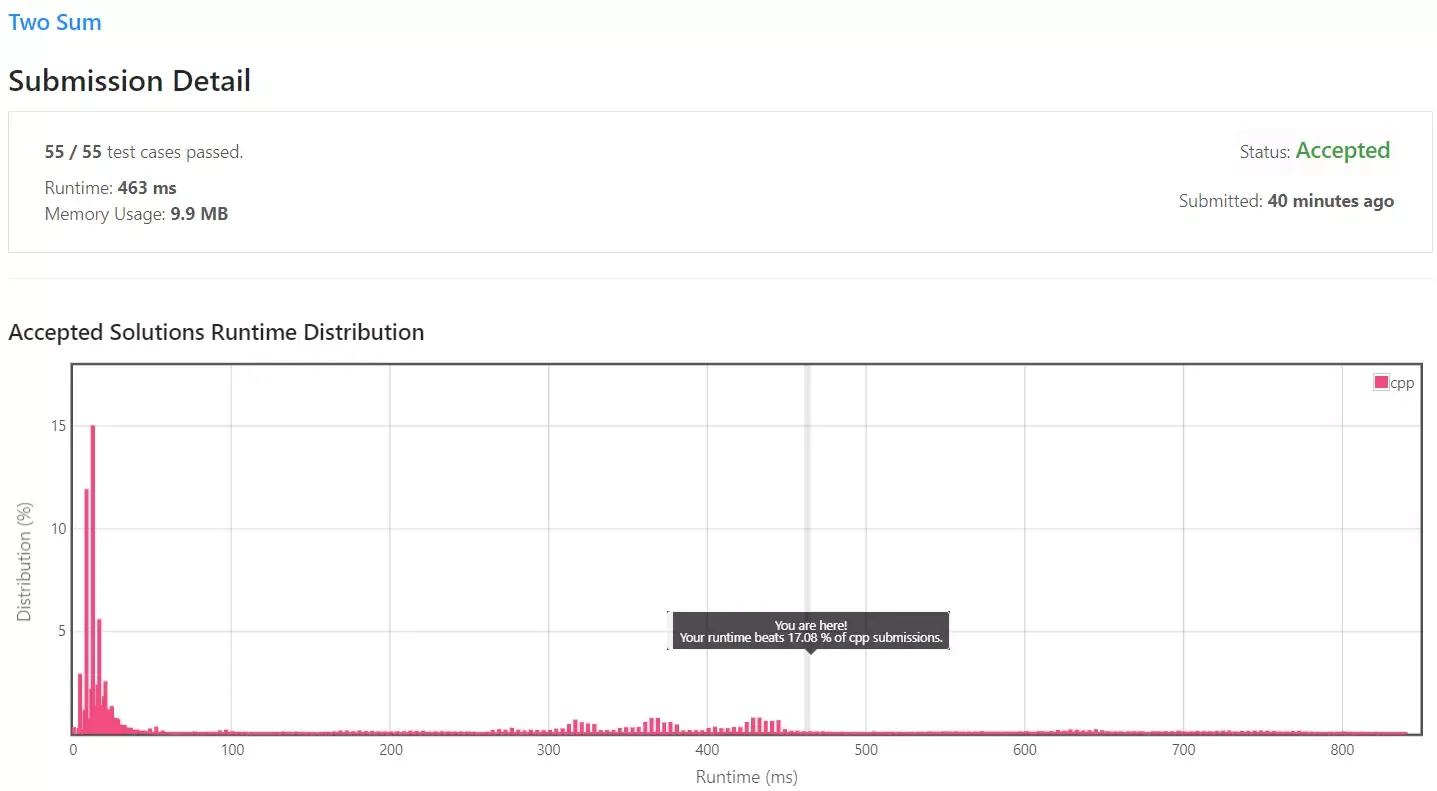 Two Sum
Submission Detail
55 / 55 test cases passed.
Status: Accepted
Runtime: 463 ms
Memory Usage: 9.9 MB
Submitted: 40 minutes ago
Accepted Solutions Runtime Distribution
cpp
15
10
5
Distribution (%)
You are here!
Your runtime beats 17.08 % of cpp submissions.
0 100 200 300 400 500 600 700 800
Runtime (ms)